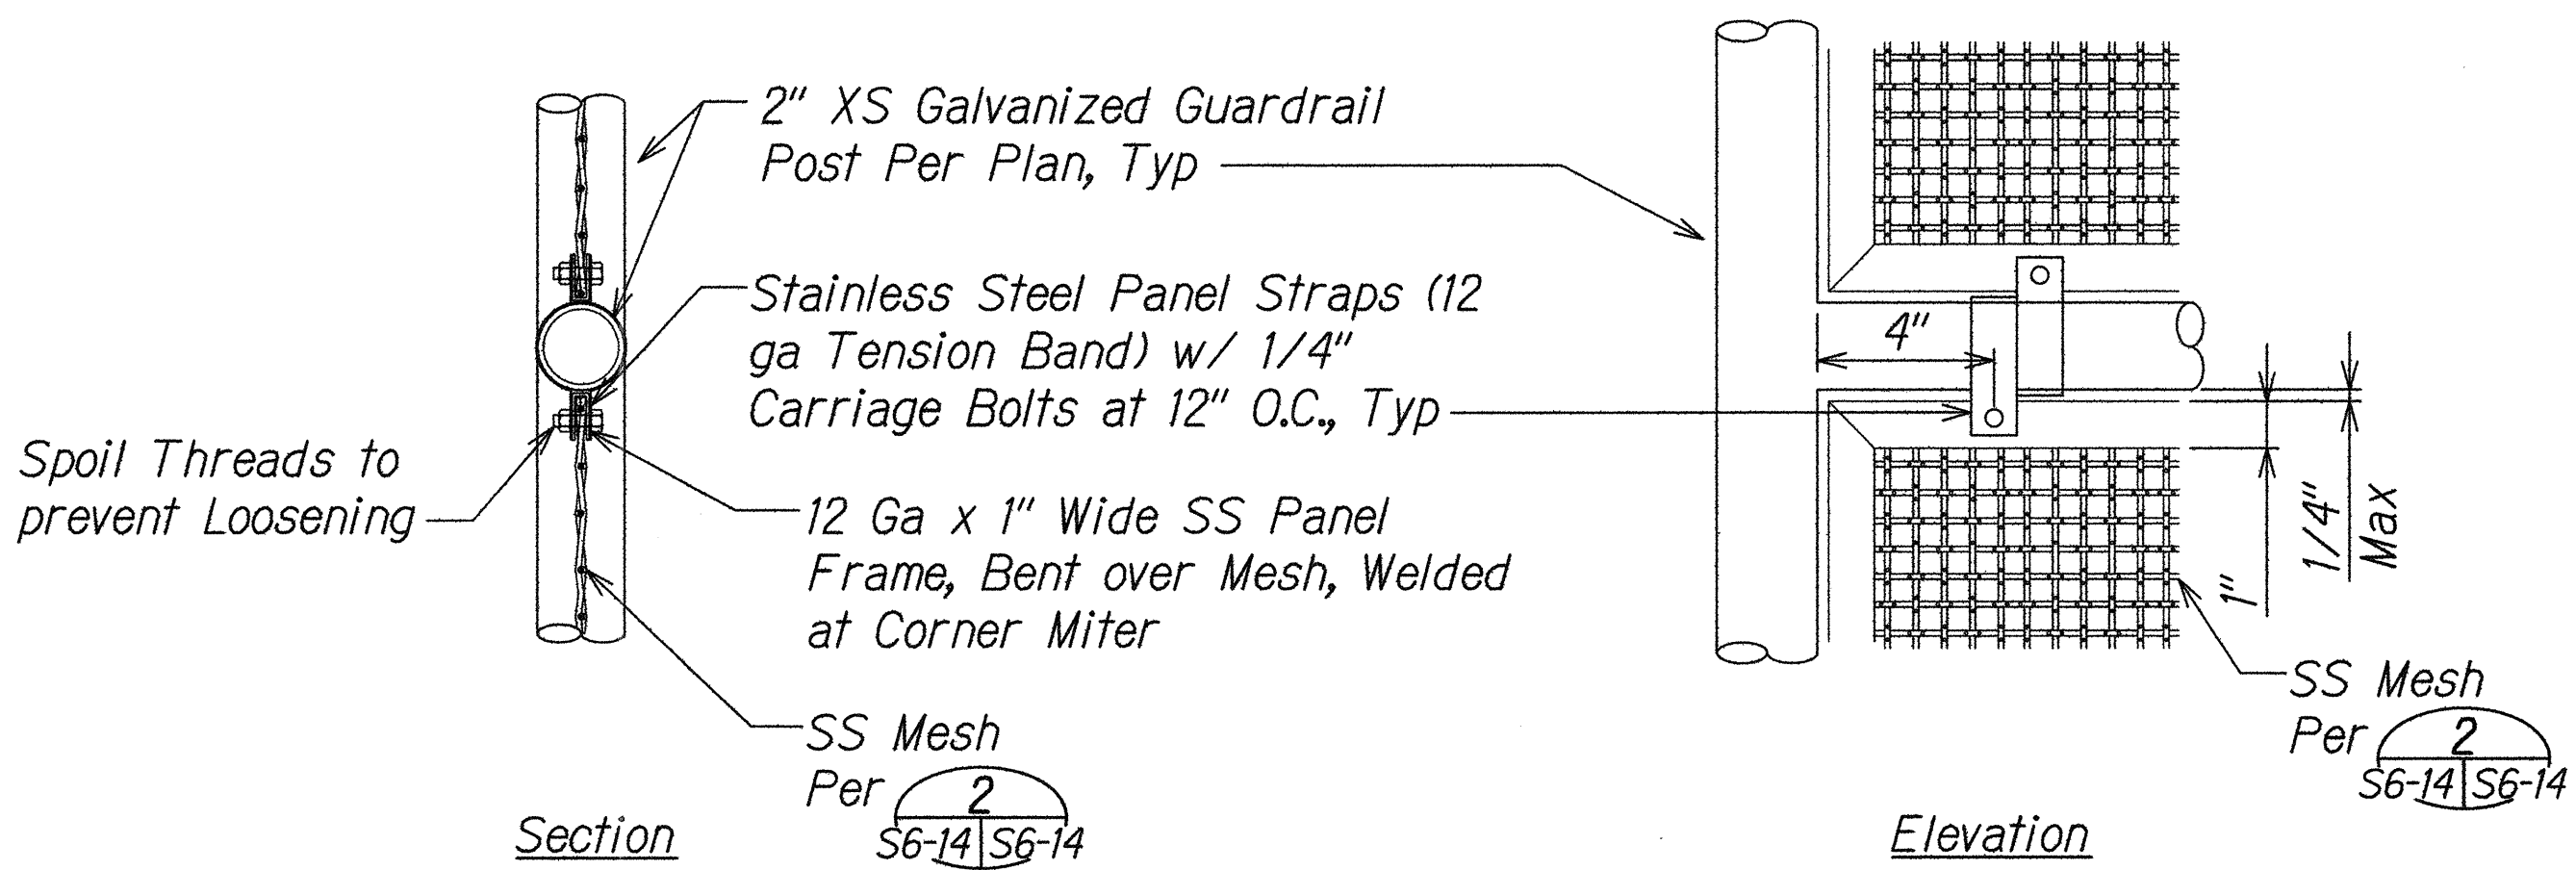 2" XS Galvanized Guardrail
Post Per Plan, Typ
Stainless Steel Panel Straps (12
ga Tension Band) w/ 1/4"
Carriage Bolts at 12" O.C., Typ
Spoil Threads to
prevent Loosening
12 Ga x 1" Wide SS Panel
Frame, Bent over Mesh, Welded
at Corner Miter
SS Mesh
Per 2
S6-14 S6-14
Section
4"
1"
1/4"
Max
SS Mesh
Per 2
S6-14 S6-14
Elevation